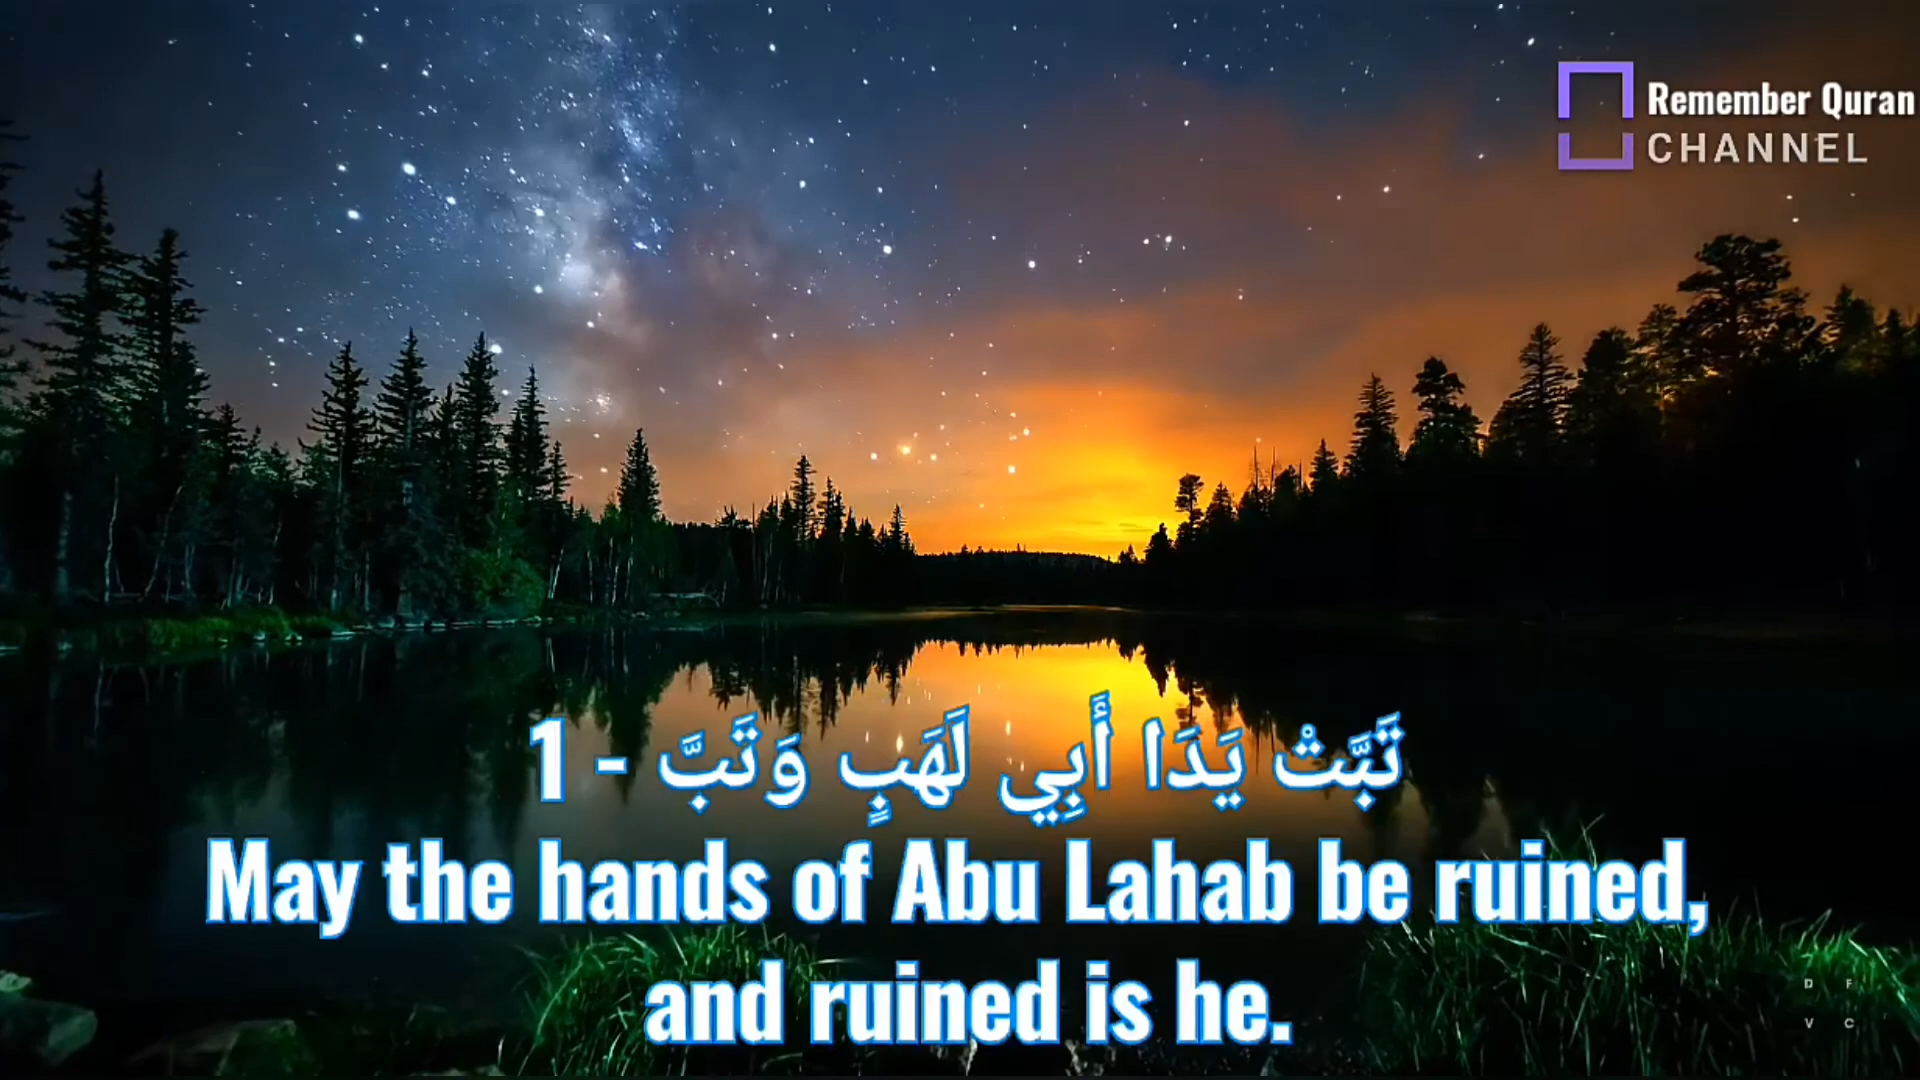 Remember Quran
CHANNEL
تَبَّتْ يَدَا أَبِي لَهَبٍ وَتَبَّ - 1
May the hands of Abu Lahab be ruined,
and ruined is he.
D F
V C